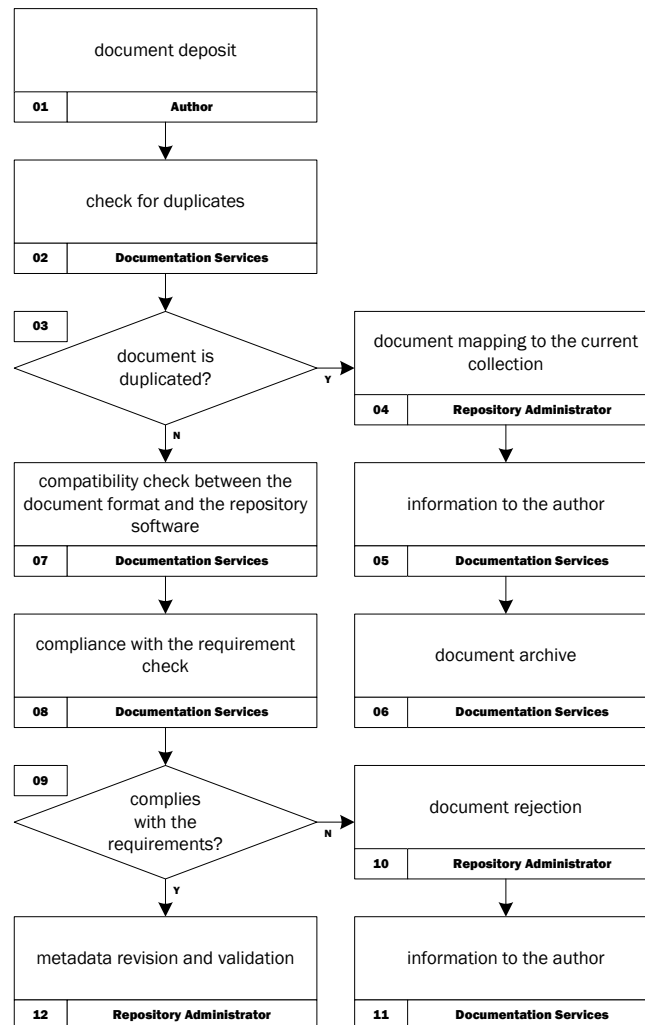 document deposit
01 Author
check for duplicates
02 Documentation Services
03
document is
duplicated?
Y
N
document mapping to the current
collection
04 Repository Administrator
information to the author
05 Documentation Services
document archive
06 Documentation Services
compatibility check between the
document format and the repository
software
07 Documentation Services
compliance with the requirement
check
08 Documentation Services
09
complies
with the
requirements?
N
Y
document rejection
10 Repository Administrator
information to the author
11 Documentation Services
metadata revision and validation
12 Repository Administrator